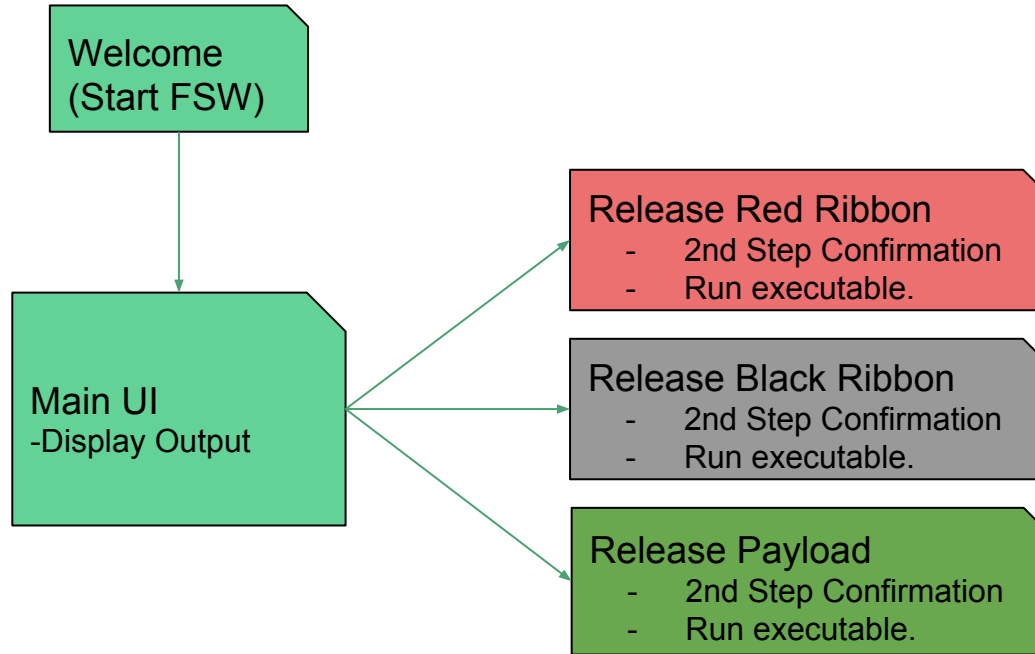 Welcome
(Start FSW)
Main UI
-Display Output
Release Red Ribbon
- 2nd Step Confirmation
- Run executable.
Release Black Ribbon
- 2nd Step Confirmation
- Run executable.
Release Payload
- 2nd Step Confirmation
- Run executable.